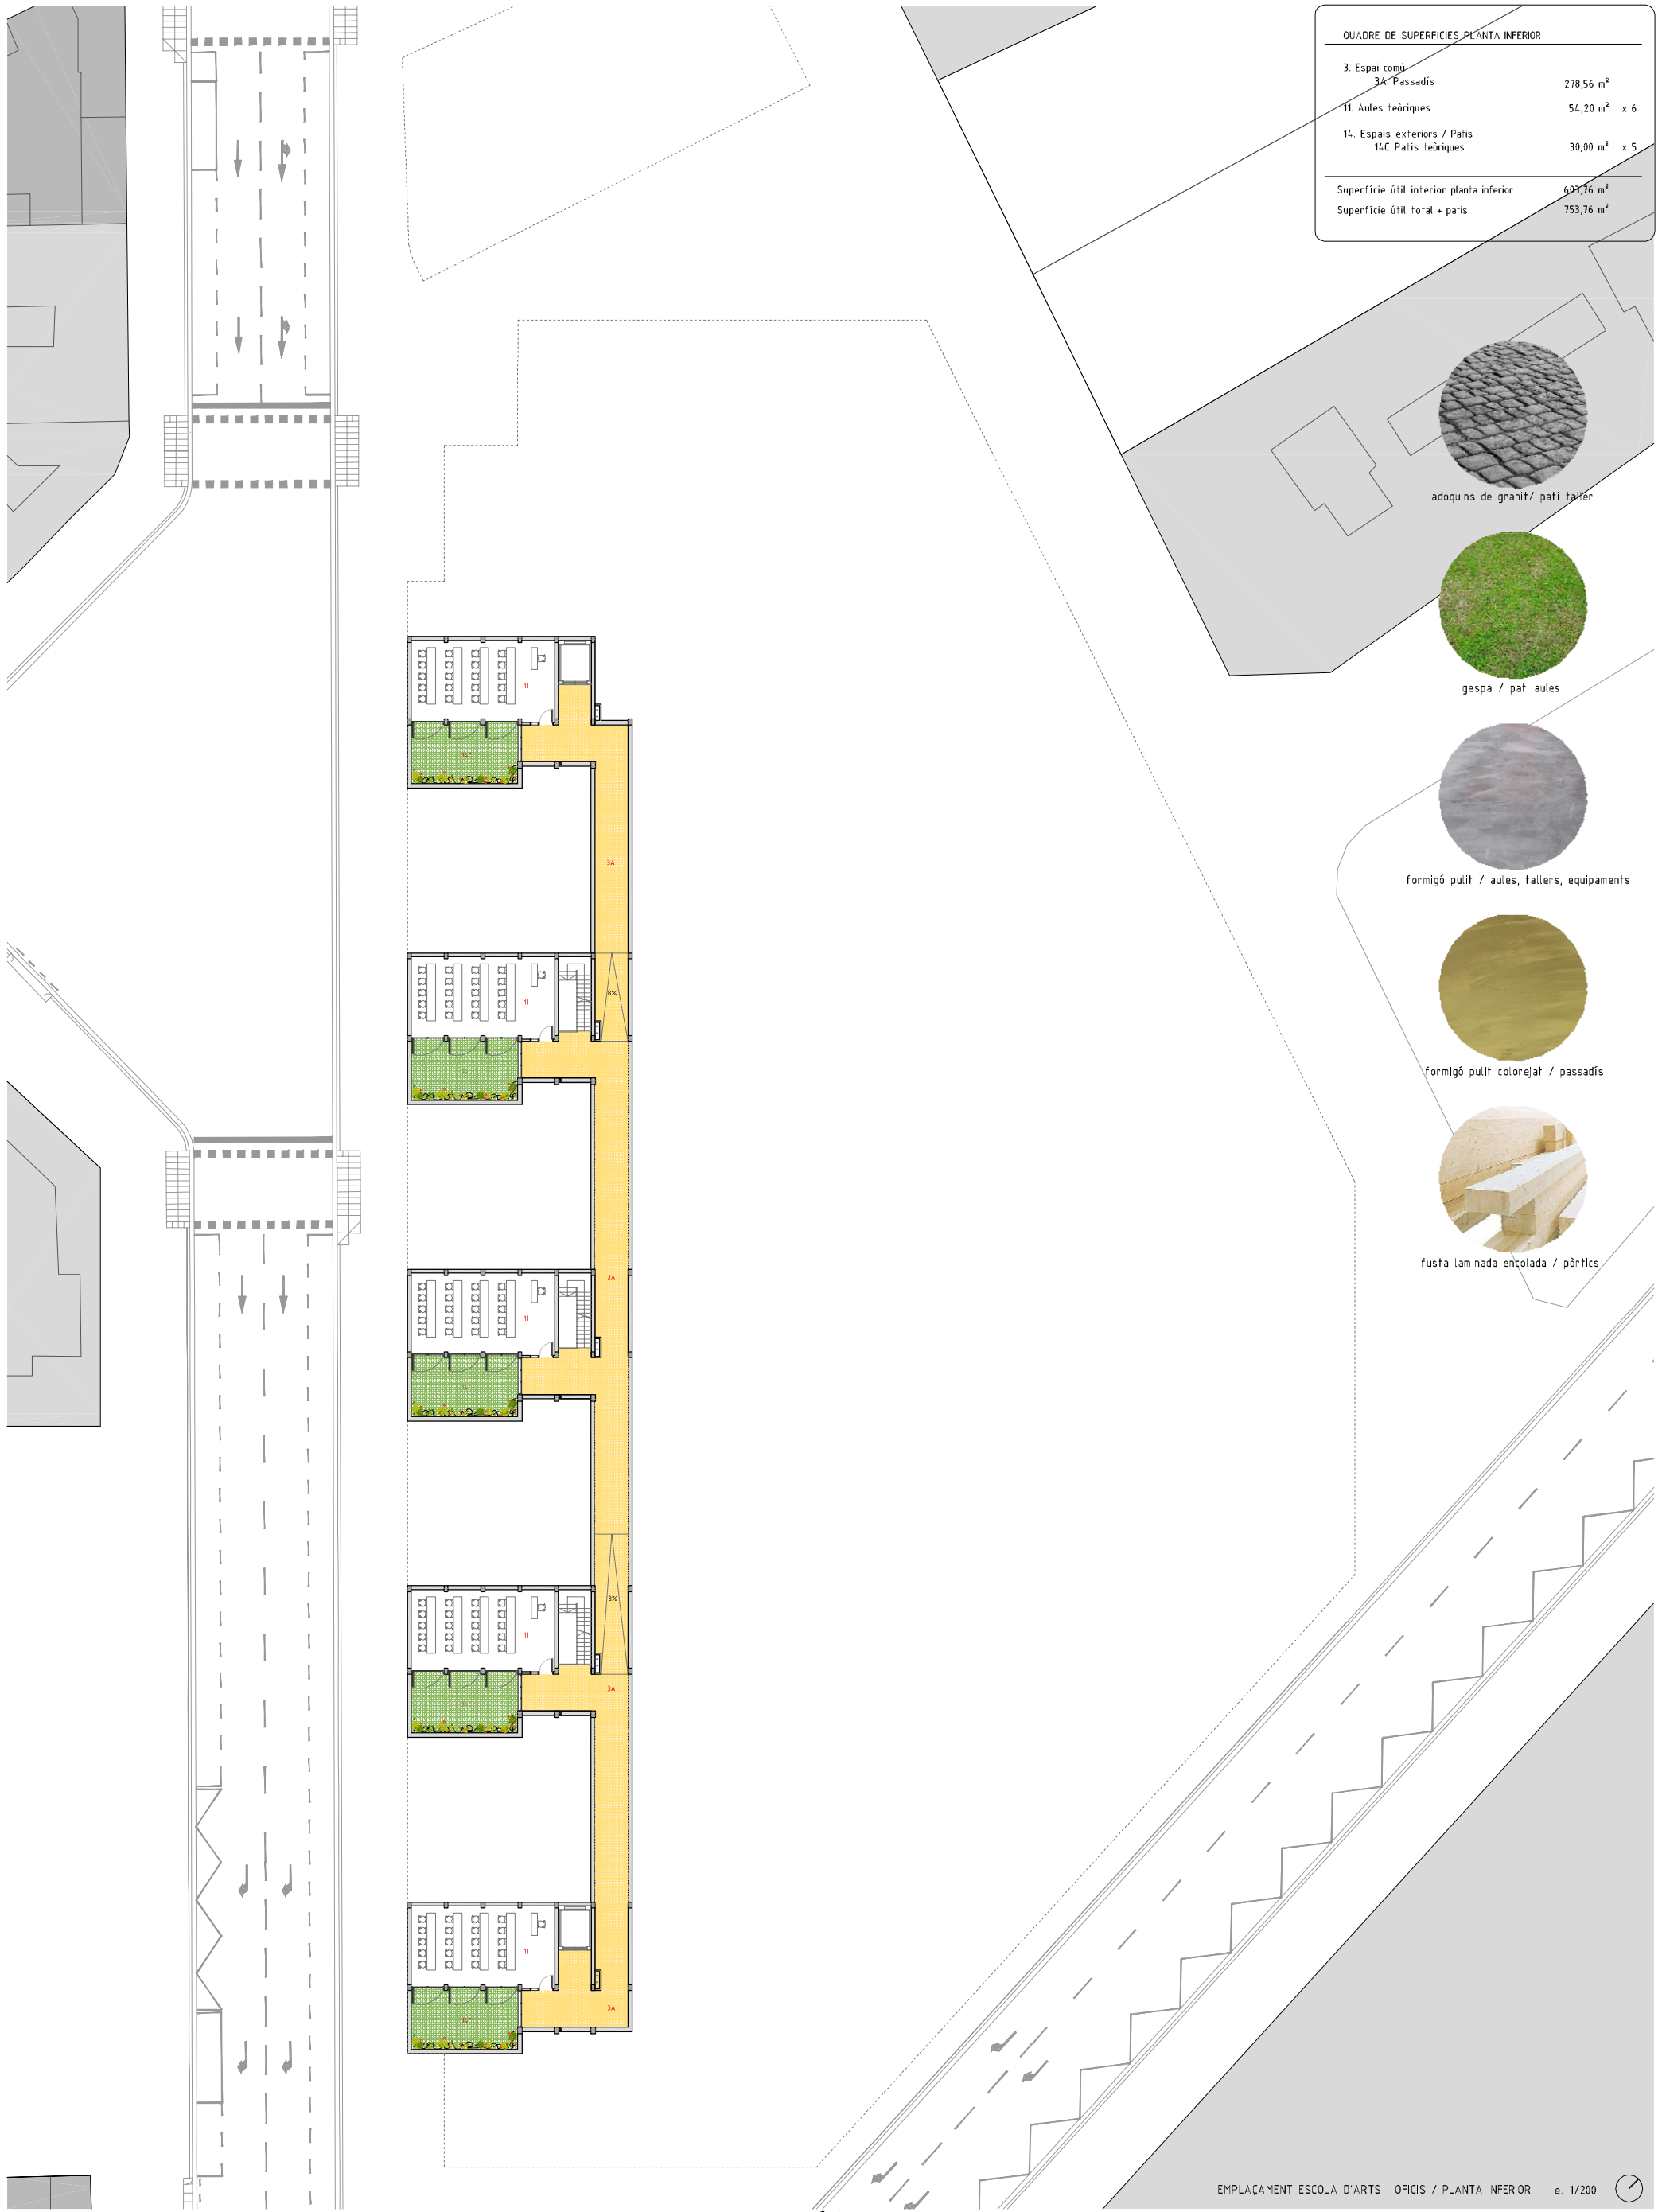 QUADRE DE SUPERFICIES PLANTA INFERIOR
3. Espai comú
3A. Passadís 278,56 m²
11. Aules teòriques 54,20 m² x 6
14. Espais exteriors / Patis
14C Patis teòriques 30,00 m² x 5
Superfície útil interior planta inferior 603,76 m²
Superfície útil total + patis 753,76 m²
adoquins de granit/ pati taller
gespa / pati aules
formigó pulit / aules, tallers, equipaments
formigó pulit colorejat / passadís
fusta laminada encolada / pòrtics
11
14C
3A
11
8%
3A
11
11
8%
3A
11
3A
14C
EMPLAÇAMENT ESCOLA D'ARTS I OFICIS / PLANTA INFERIOR e. 1/200